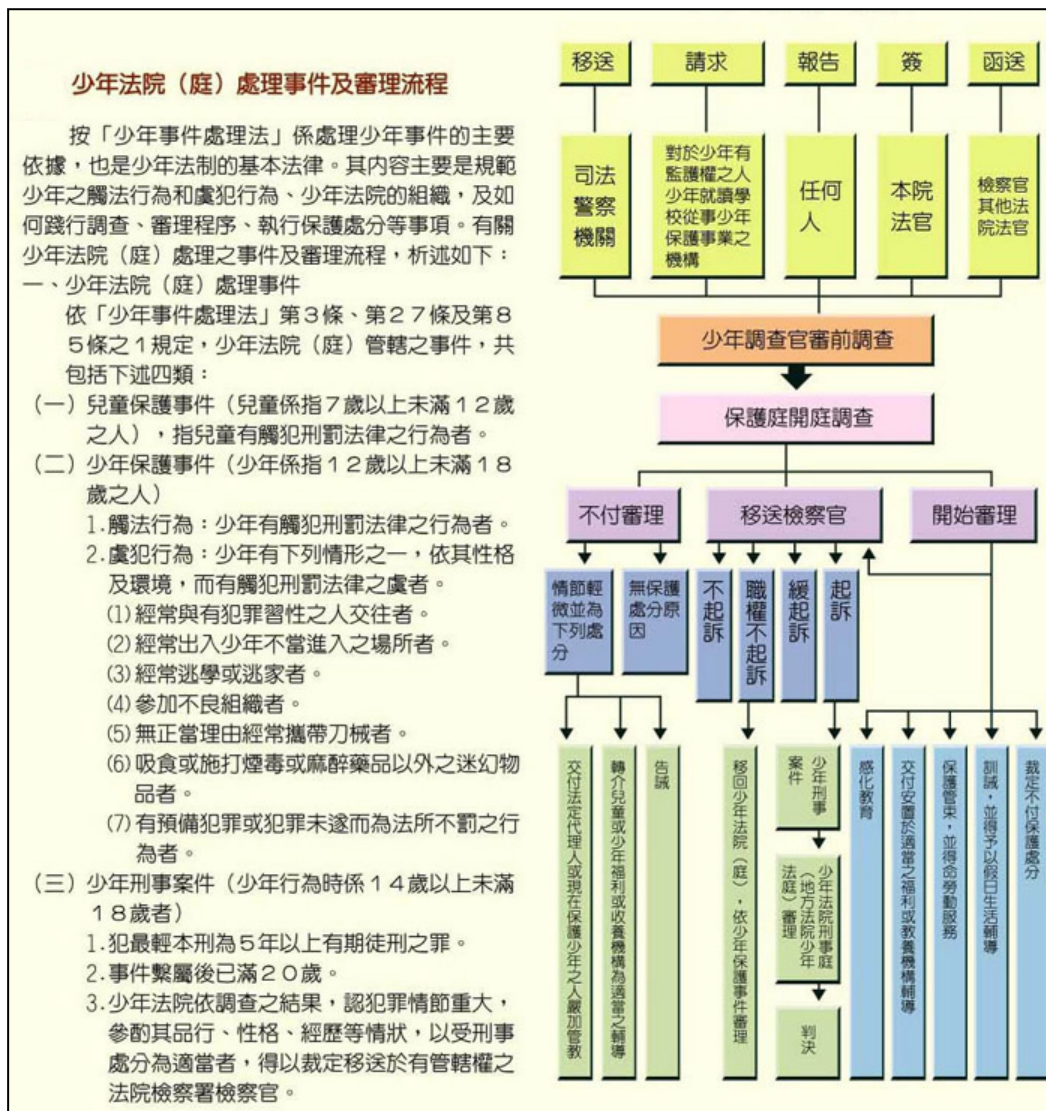 少年法院（庭）處理事件及審理流程
按「少年事件處理法」係處理少年事件的主要
依據，也是少年法制的基本法律。其內容主要是規範
少年之觸法行為和虞犯行為、少年法院的組織，及如
何踐行調查、審理程序、執行保護處分等事項。有關
少年法院（庭）處理之事件及審理流程，析述如下：
一、少年法院（庭）處理事件
依「少年事件處理法」第3條、第27條及第8
5條之1規定，少年法院（庭）管轄之事件，共
包括下述四類：
（一）兒童保護事件（兒童係指7歲以上未滿12歲
之人），指兒童有觸犯刑罰法律之行為者。
（二）少年保護事件（少年係指12歲以上未滿18
歲之人）
1.觸法行為：少年有觸犯刑罰法律之行為者。
2.虞犯行為：少年有下列情形之一，依其性格
及環境，而有觸犯刑罰法律之虞者。
(1)經常與有犯罪習性之人交往者。
(2)經常出入少年不當進入之場所者。
(3)經常逃學或逃家者。
(4)參加不良組織者。
(5)無正當理由經常攜帶刀械者。
(6)吸食或施打煙毒或麻醉藥品以外之迷幻物
品者。
(7)有預備犯罪或犯罪未遂而為法所不罰之行
為者。
（三）少年刑事案件（少年行為時係14歲以上未滿
18歲者）
1.犯最輕本刑為5年以上有期徒刑之罪。
2.事件繫屬後已滿20歲。
3.少年法院依調查之結果，認犯罪情節重大，
參酌其品行、性格、經歷等情狀，以受刑事
處分為適當者，得以裁定移送於有管轄權之
法院檢察署檢察官。
移送
請求
報告
簽
函送
司法
警察
機關
對於少年有
監護權之人
少年就讀學
校從事少年
保護事業之
機構
任何
人
本院
法官
檢察官
其他法
院法官
少年調查官審前調查
保護庭開庭調查
不付審理
移送檢察官
開始審理
情節輕
微並為
下列處
分
無保護
處分原
因
不起訴
職權不起訴
緩起訴
起訴
交付法定代理人或現在保護少年之人嚴加管教
轉介兒童或少年福利或收養機構為適當之輔導
告誡
移回少年法院（庭），依少年保護事件審理
少年刑事
案件
少年法院刑事庭
（地方法院少年
法庭）審理
判決
感化教育
交付安置於適當之福利或教養機構輔導
保護管束，並得命勞動服務
訓誡，並得予以假日生活輔導
裁定不付保護處分